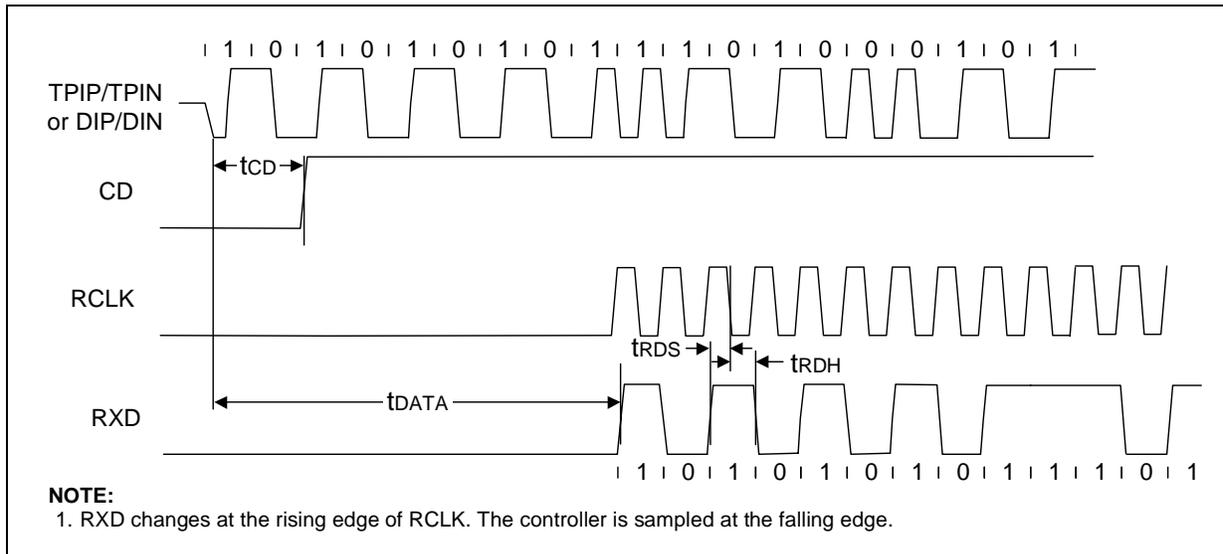 1 0 1 0 1 0 1 0 1 1 1 0 1 0 0 0 1 0 1
TPIP/TPIN
or DIP/DIN
tCD
CD
RCLK
tRDS
tRDH
tDATA
RXD
1 0 1 0 1 0 1 0 1 1 1 0 1
NOTE:
1. RXD changes at the rising edge of RCLK. The controller is sampled at the falling edge.